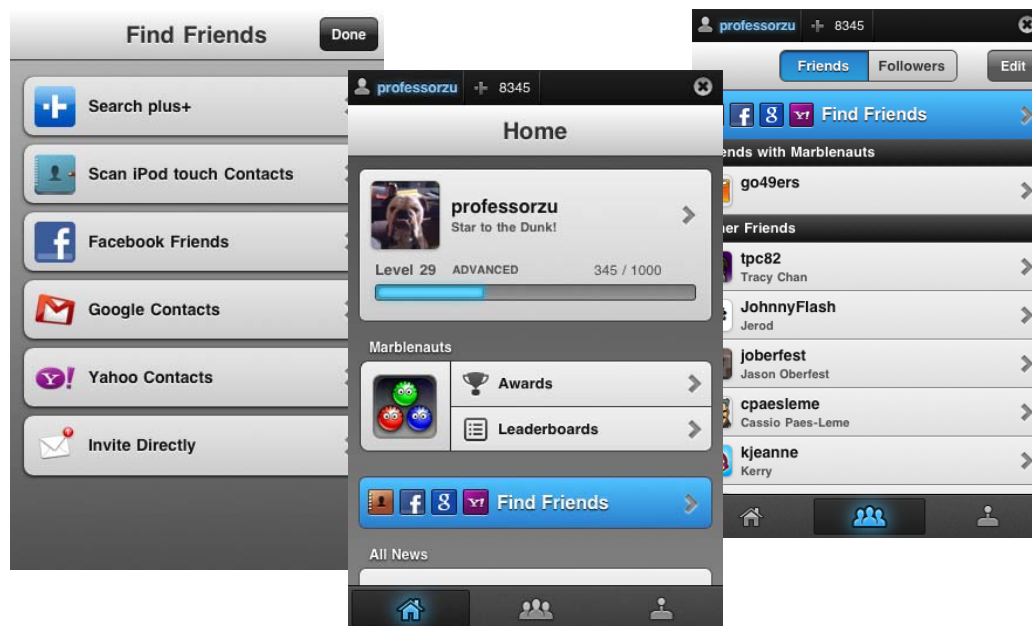 Find Friends
Done
Search plus+
Scan iPod touch Contacts
Facebook Friends
Google Contacts
Yahoo Contacts
Invite Directly
professorzu
8345
Home
professorzu
Star to the Dunk!
Level 29 ADVANCED 345 / 1000
Marblenauts
Awards
Leaderboards
f g Y! Find Friends
All News
professorzu
8345
Friends
Followers
Edit
f g Y! Find Friends
ends with Marblenauts
go49ers
er Friends
tpc82
Tracy Chan
JohnnyFlash
Jerod
joberfest
Jason Oberfest
cpaesleme
Cassio Paes-Leme
kjeanne
Kerry